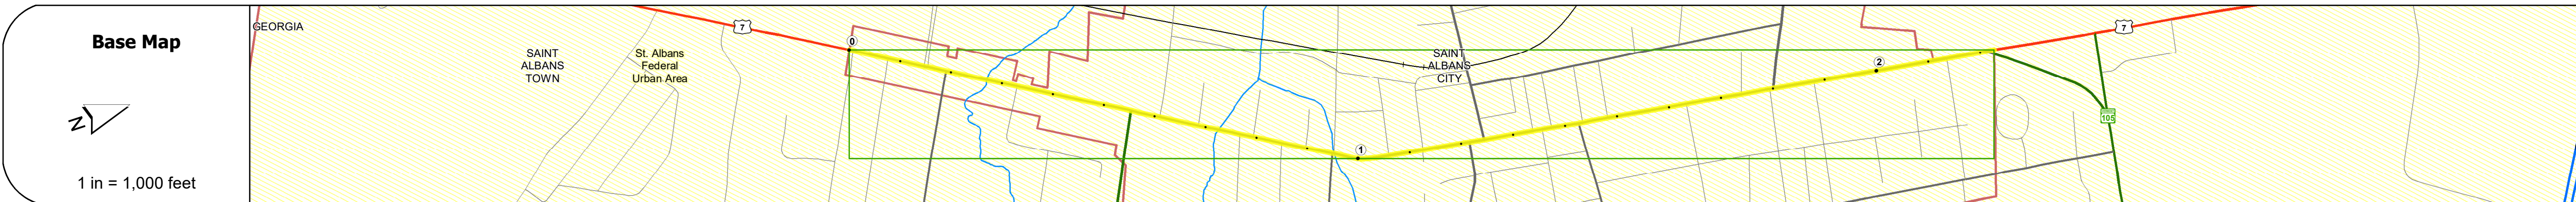 Base Map
N
1 in = 1,000 feet
GEORGIA
SAINT
ALBANS
TOWN
St. Albans
Federal
Urban Area
7
0
1
SAINT
ALBANS
CITY
2
7
105